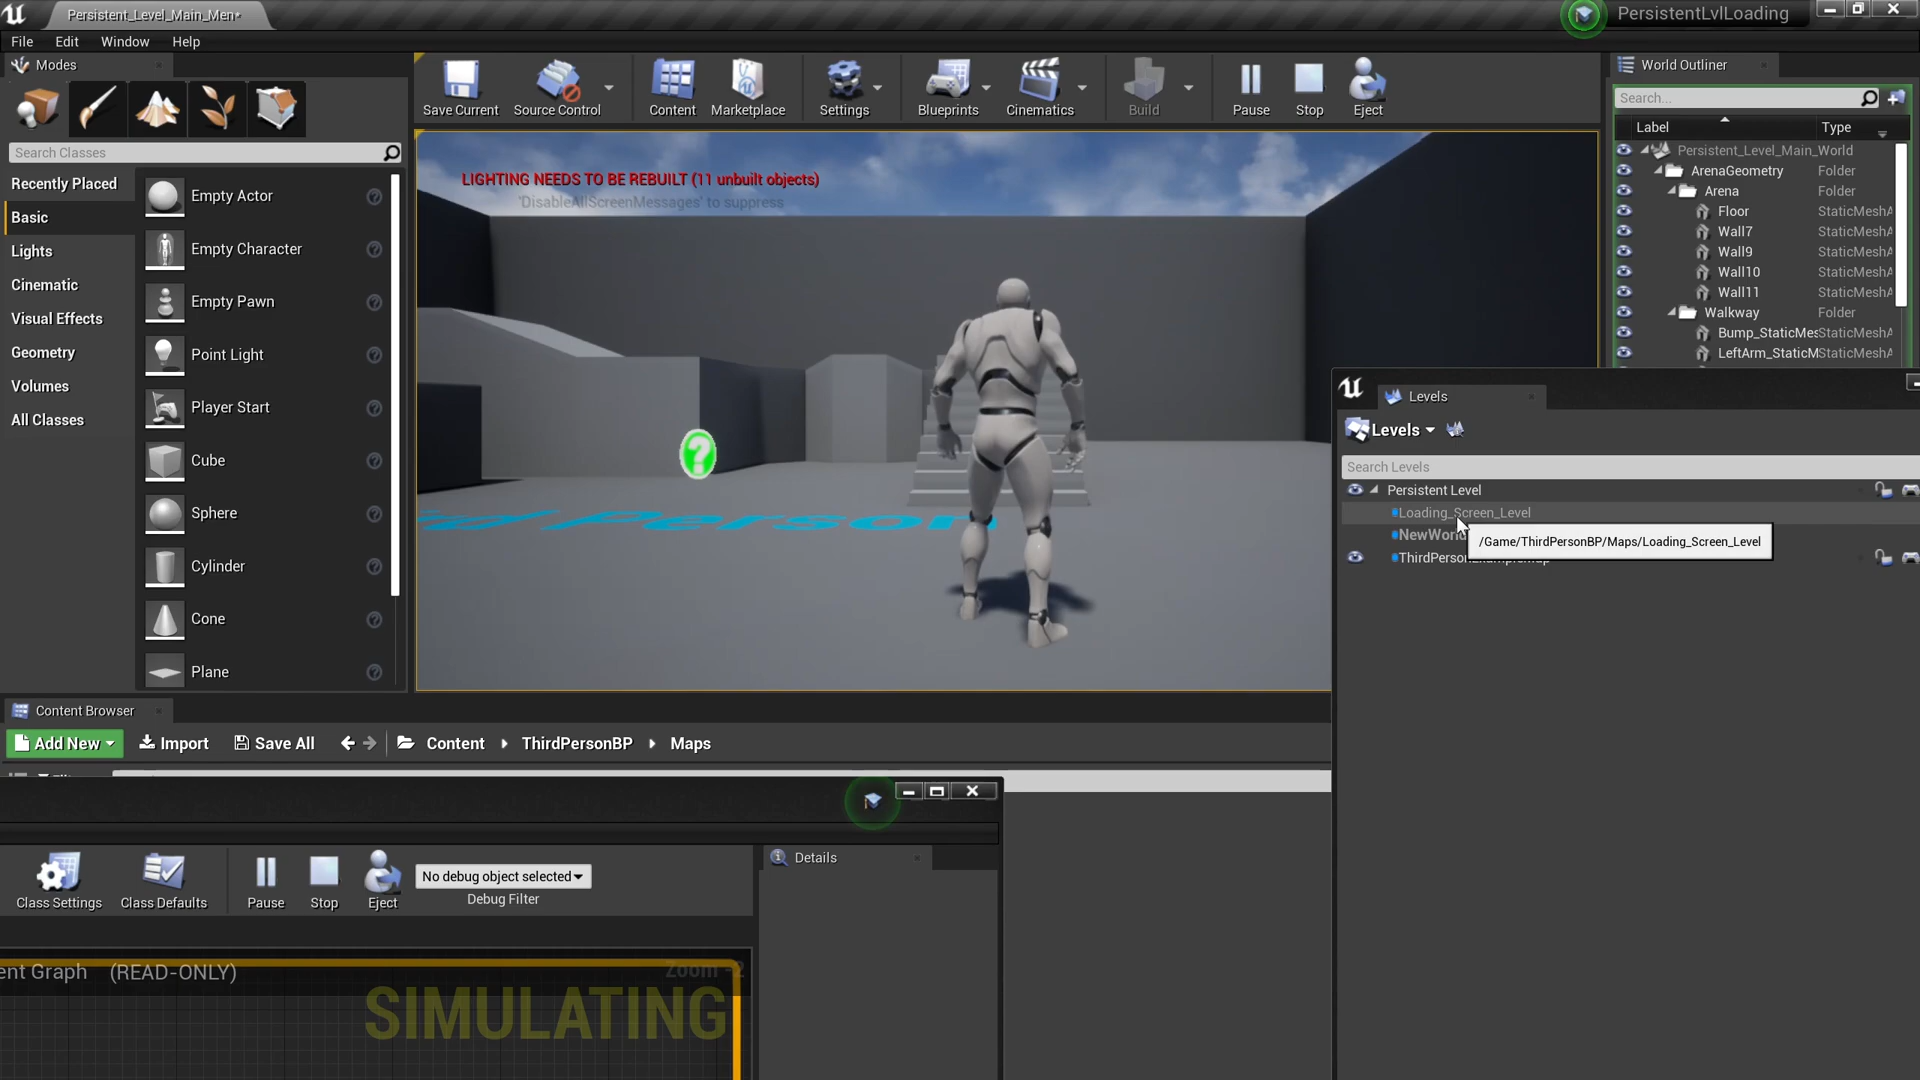 Persistent_Level_Main_Men*
PersistentLvlLoading
File Edit Window Help
Modes
Search Classes
Recently Placed
Basic
Lights
Cinematic
Visual Effects
Geometry
Volumes
All Classes
Empty Actor
Empty Character
Empty Pawn
Point Light
Player Start
Cube
Sphere
Cylinder
Cone
Plane
Save Current Source Control Content Marketplace Settings Blueprints Cinematics Build Pause Stop Eject
LIGHTING NEEDS TO BE REBUILT (11 unbuilt objects)
'DisableAllScreenMessages' to suppress
Person
World Outliner
Search...
Label Type
Persistent_Level_Main_ World
ArenaGeometry Folder
Arena Folder
Floor StaticMeshA
Wall7 StaticMeshA
Wall9 StaticMeshA
Wall10 StaticMeshA
Wall11 StaticMeshA
Walkway Folder
Bump_StaticMes StaticMeshA
LeftArm_StaticM StaticMeshA
Levels
Levels
Search Levels
Persistent Level
Loading_Screen_Level
NewWorld
/Game/ThirdPersonBP/Maps/Loading_Screen_Level
ThirdPersonExampleMap
Content Browser
Add New Import Save All Content ThirdPersonBP Maps
Class Settings Class Defaults Pause Stop Eject
No debug object selected
Debug Filter
Details
ent Graph (READ-ONLY)
Zoom -2
SIMULATING